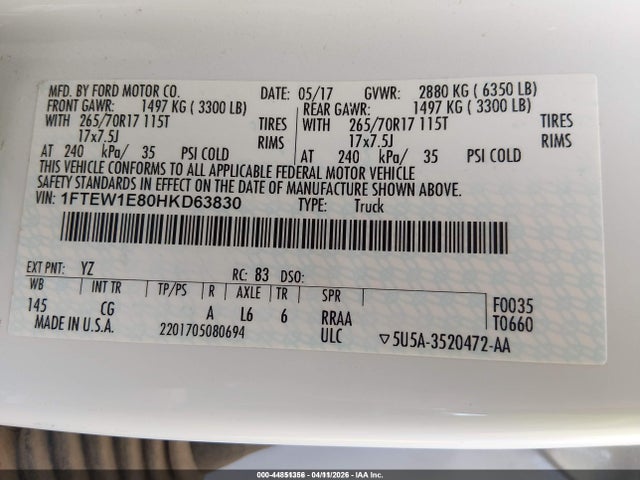 MFD. BY FORD MOTOR CO. DATE: 05/17 GVWR: 2880 KG ( 6350 LB)
FRONT GAWR: 1497 KG ( 3300 LB) REAR GAWR: 1497 KG ( 3300 LB)
WITH 265/70R17 115T TIRES WITH 265/70R17 115T TIRES
17x7.5J RIMS 17x7.5J RIMS
AT 240 kPa/ 35 PSI COLD AT 240 kPa/ 35 PSI COLD
THIS VEHICLE CONFORMS TO ALL APPLICABLE FEDERAL MOTOR VEHICLE
SAFETY STANDARDS IN EFFECT ON THE DATE OF MANUFACTURE SHOWN ABOVE.
VIN: 1FTEW1E80HKD63830 TYPE: Truck
EXT PNT: YZ RC: 83 DSO:
WB INT TR TP/PS R AXLE TR SPR
145 CG A L6 6 RRAA F0035
MADE IN U.S.A. 2201705080694 ULC ▽5U5A-3520472-AA T0660
000-44851356 - 04/11/2026 - IAA Inc.